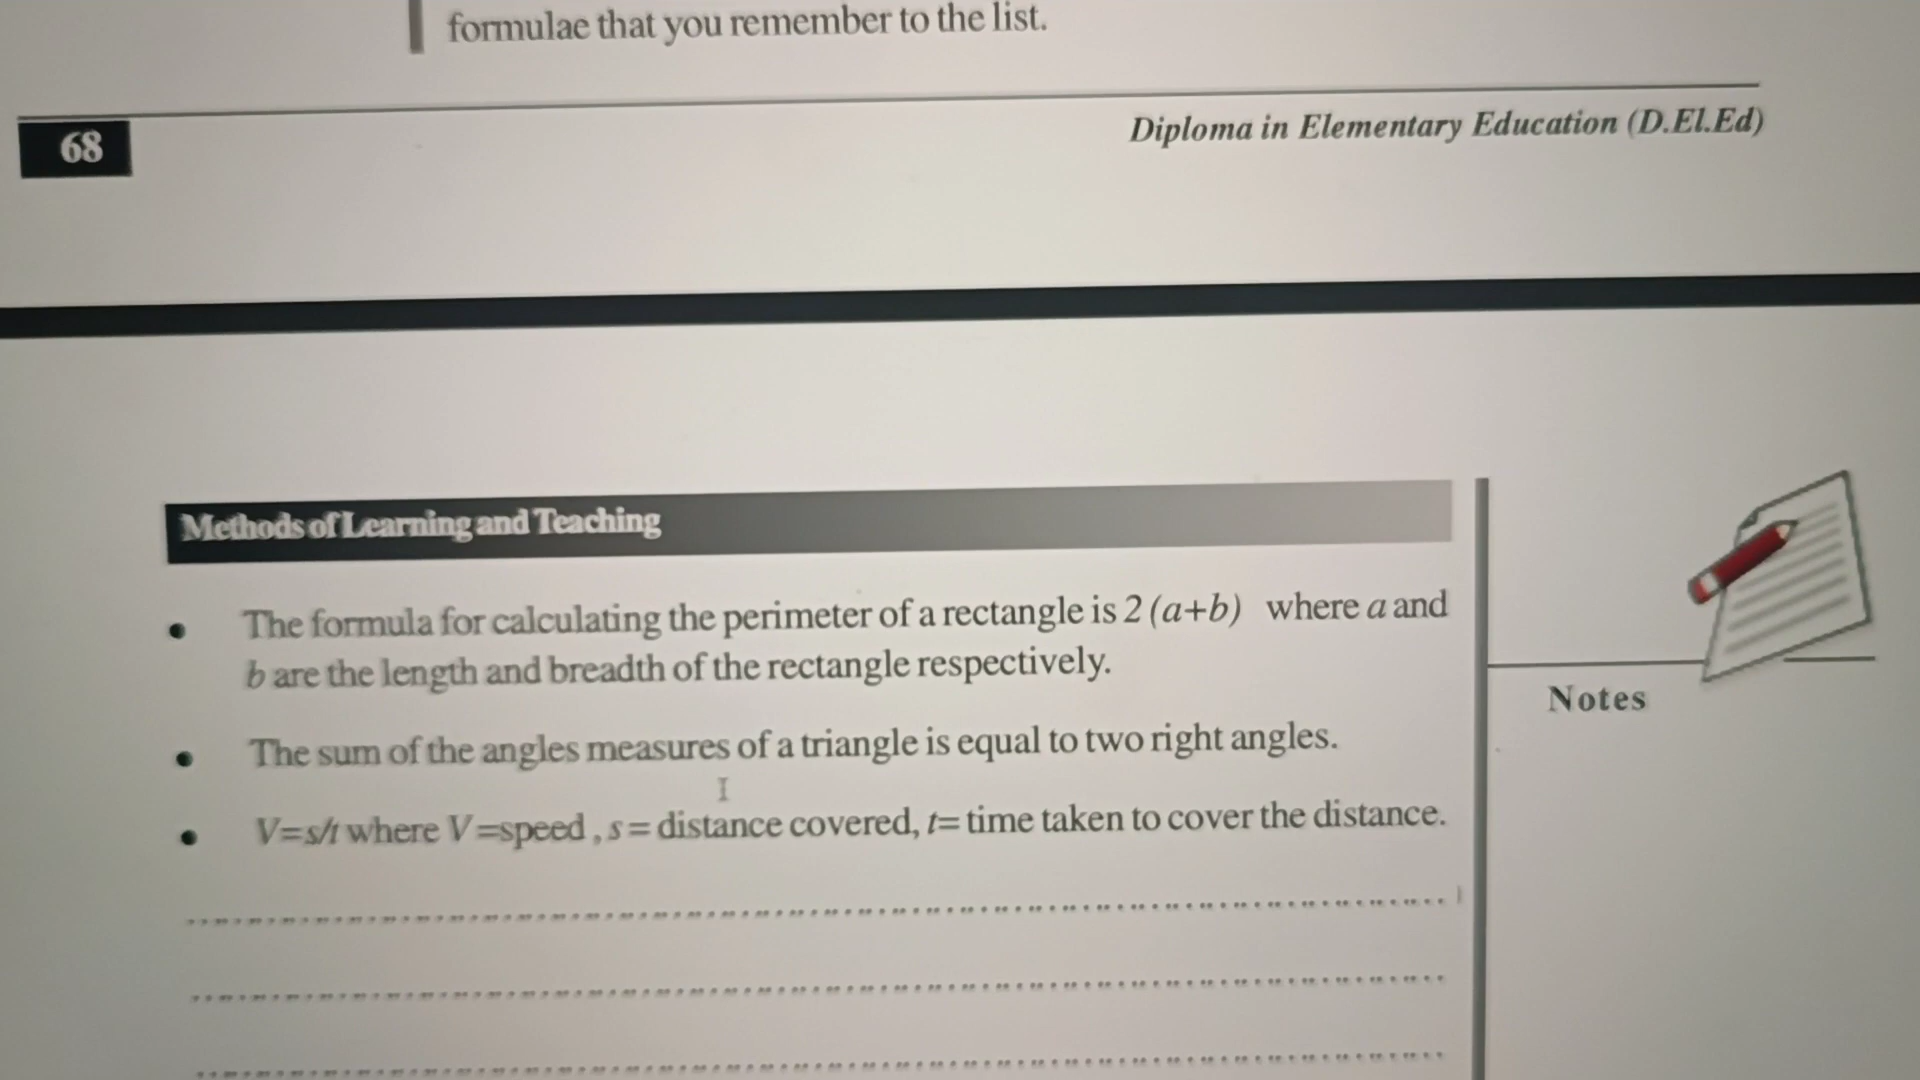 formulae that you remember to the list.
68
Diploma in Elementary Education (D.El.Ed)
Methods of Learning and Teaching
• The formula for calculating the perimeter of a rectangle is 2 (a+b) where a and
b are the length and breadth of the rectangle respectively.
Notes
• The sum of the angles measures of a triangle is equal to two right angles.
• V=s/t where V =speed , s = distance covered, t= time taken to cover the distance.